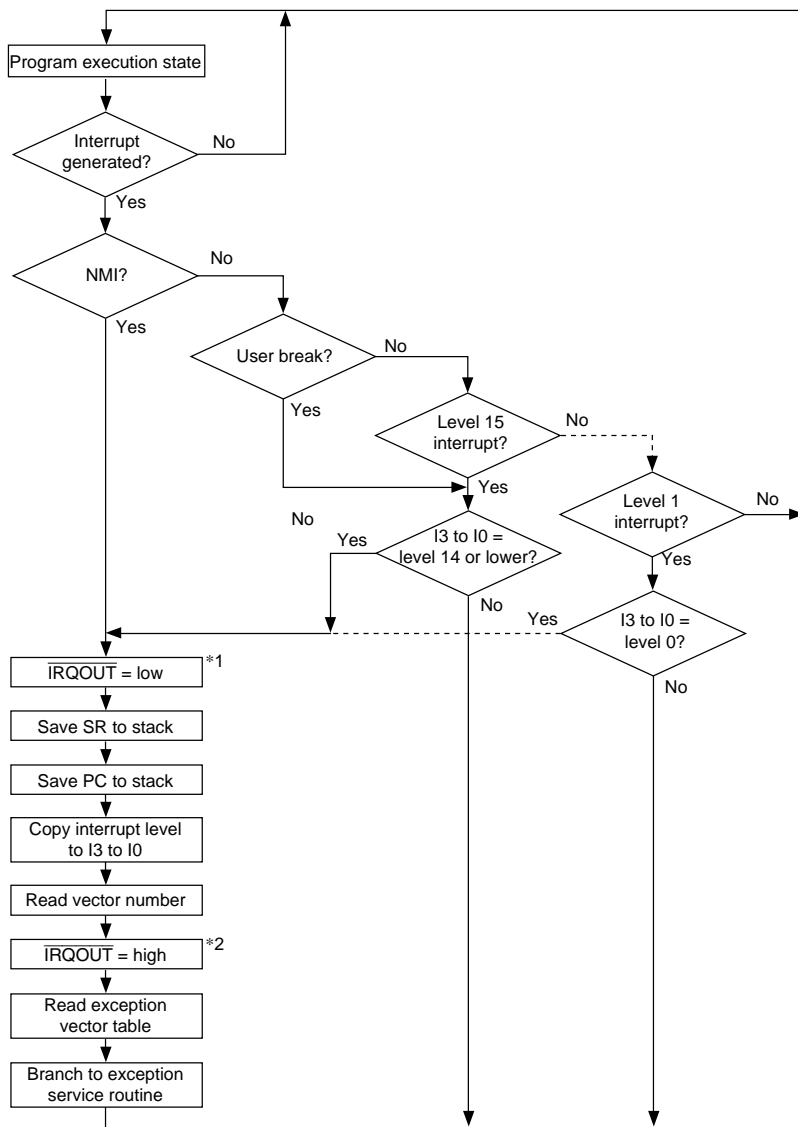 Program execution state
Interrupt
generated?
No
Yes
NMI?
No
Yes
User break?
No
Yes
Level 15
interrupt?
No
Yes
Level 1
interrupt?
No
Yes
No
I3 to I0 =
level 14 or lower?
Yes
No
I3 to I0 =
level 0?
Yes
No
IRQOUT = low
*1
Save SR to stack
Save PC to stack
Copy interrupt level
to I3 to I0
Read vector number
IRQOUT = high
*2
Read exception
vector table
Branch to exception
service routine